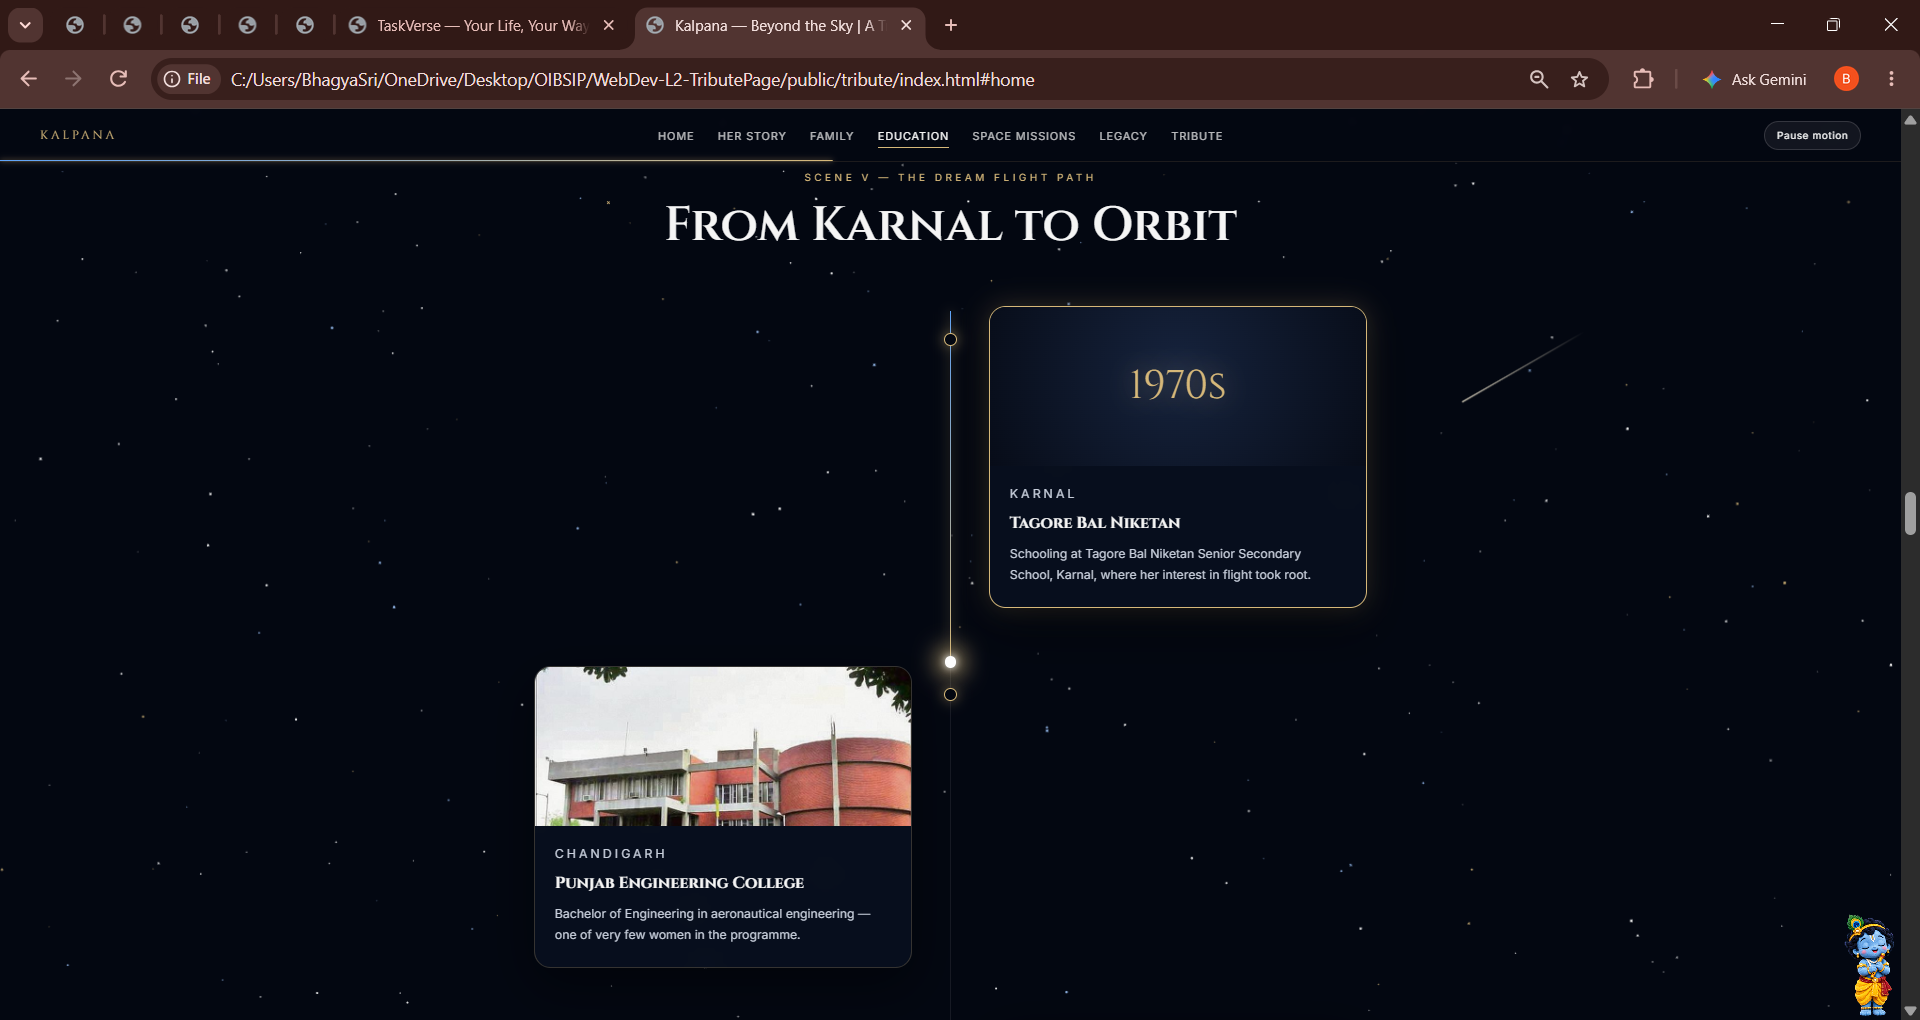 TaskVerse — Your Life, Your Way
Kalpana — Beyond the Sky | A T
File
C:/Users/BhagyaSri/OneDrive/Desktop/OIBSIP/WebDev-L2-TributePage/public/tribute/index.html#home
Ask Gemini
B
KALPANA
HOME
HER STORY
FAMILY
EDUCATION
SPACE MISSIONS
LEGACY
TRIBUTE
Pause motion
SCENE V — THE DREAM FLIGHT PATH
From Karnal to Orbit
1970s
KARNAL
Tagore Bal Niketan
Schooling at Tagore Bal Niketan Senior Secondary
School, Karnal, where her interest in flight took root.
CHANDIGARH
Punjab Engineering College
Bachelor of Engineering in aeronautical engineering —
one of very few women in the programme.